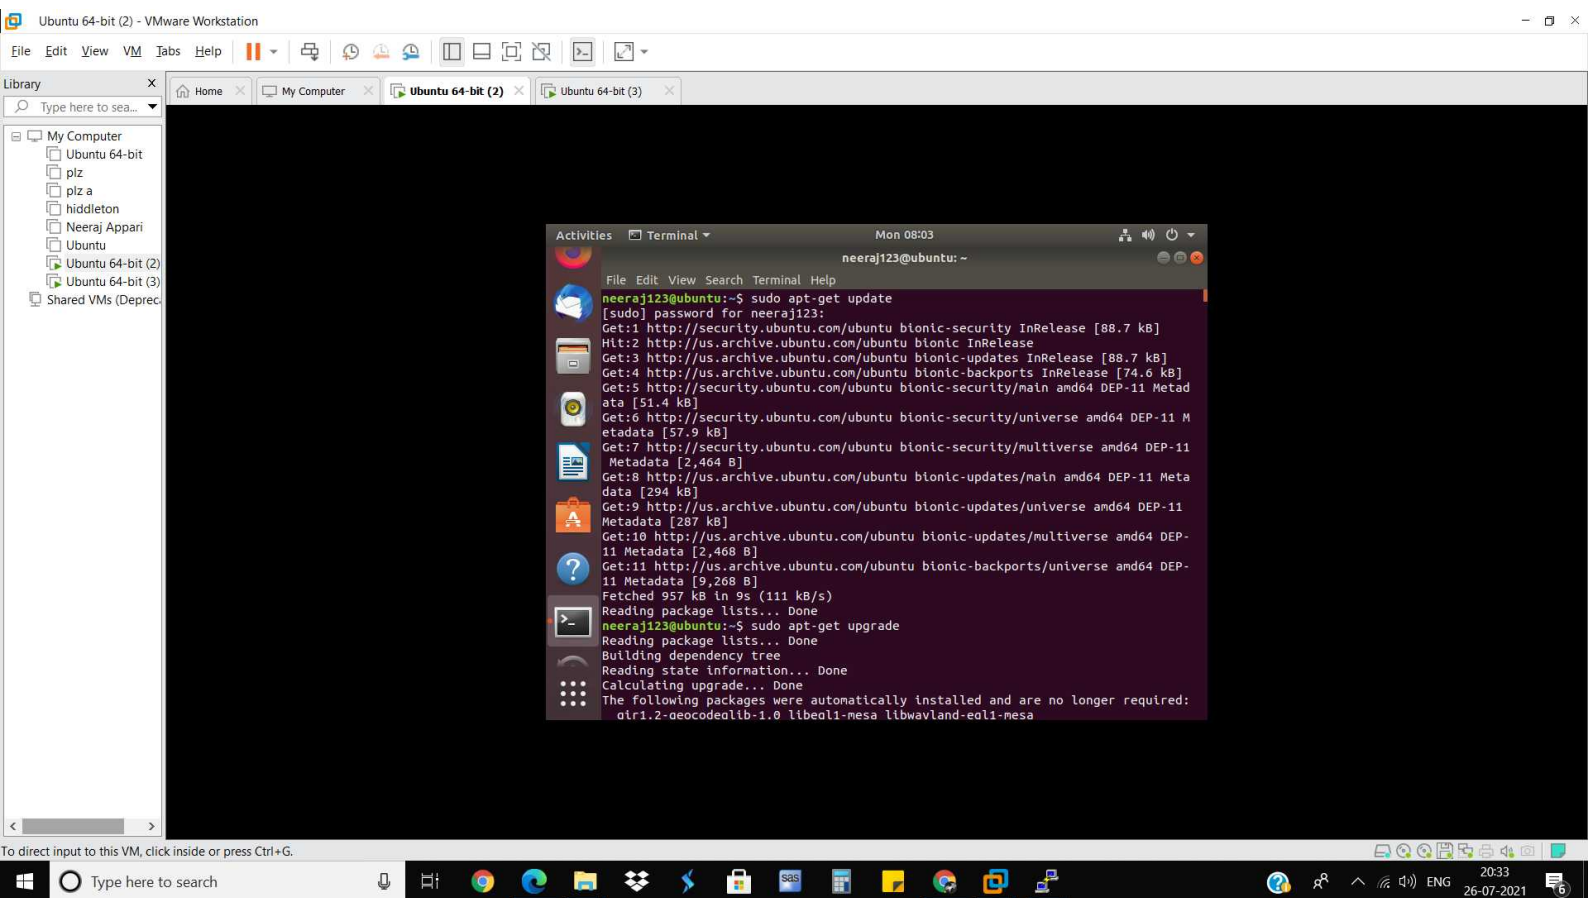 Ubuntu 64-bit (2) - VMware Workstation
File Edit View VM Tabs Help
Library
Type here to sea...
Home
My Computer
Ubuntu 64-bit (2)
Ubuntu 64-bit (3)
My Computer
Ubuntu 64-bit
plz
plz a
hiddleton
Neeraj Appari
Ubuntu
Ubuntu 64-bit (2)
Ubuntu 64-bit (3)
Shared VMs (Deprec
Activities Terminal Mon 08:03
neeraj123@ubuntu: ~
File Edit View Search Terminal Help
neeraj123@ubuntu:~$ sudo apt-get update
[sudo] password for neeraj123:
Get:1 http://security.ubuntu.com/ubuntu bionic-security InRelease [88.7 kB]
Hit:2 http://us.archive.ubuntu.com/ubuntu bionic InRelease
Get:3 http://us.archive.ubuntu.com/ubuntu bionic-updates InRelease [88.7 kB]
Get:4 http://us.archive.ubuntu.com/ubuntu bionic-backports InRelease [74.6 kB]
Get:5 http://security.ubuntu.com/ubuntu bionic-security/main amd64 DEP-11 Metad
ata [51.4 kB]
Get:6 http://security.ubuntu.com/ubuntu bionic-security/universe amd64 DEP-11 M
etadata [57.9 kB]
Get:7 http://security.ubuntu.com/ubuntu bionic-security/multiverse amd64 DEP-11
Metadata [2,464 B]
Get:8 http://us.archive.ubuntu.com/ubuntu bionic-updates/main amd64 DEP-11 Meta
data [294 kB]
Get:9 http://us.archive.ubuntu.com/ubuntu bionic-updates/universe amd64 DEP-11
Metadata [287 kB]
Get:10 http://us.archive.ubuntu.com/ubuntu bionic-updates/multiverse amd64 DEP-
11 Metadata [2,468 B]
Get:11 http://us.archive.ubuntu.com/ubuntu bionic-backports/universe amd64 DEP-
11 Metadata [9,268 B]
Fetched 957 kB in 9s (111 kB/s)
Reading package lists... Done
neeraj123@ubuntu:~$ sudo apt-get upgrade
Reading package lists... Done
Building dependency tree
Reading state information... Done
Calculating upgrade... Done
The following packages were automatically installed and are no longer required:
gir1.2-geocodeglib-1.0 libegl1-mesa libwayland-egl1-mesa
To direct input to this VM, click inside or press Ctrl+G.
Type here to search
sas
ENG
20:33
26-07-2021
6